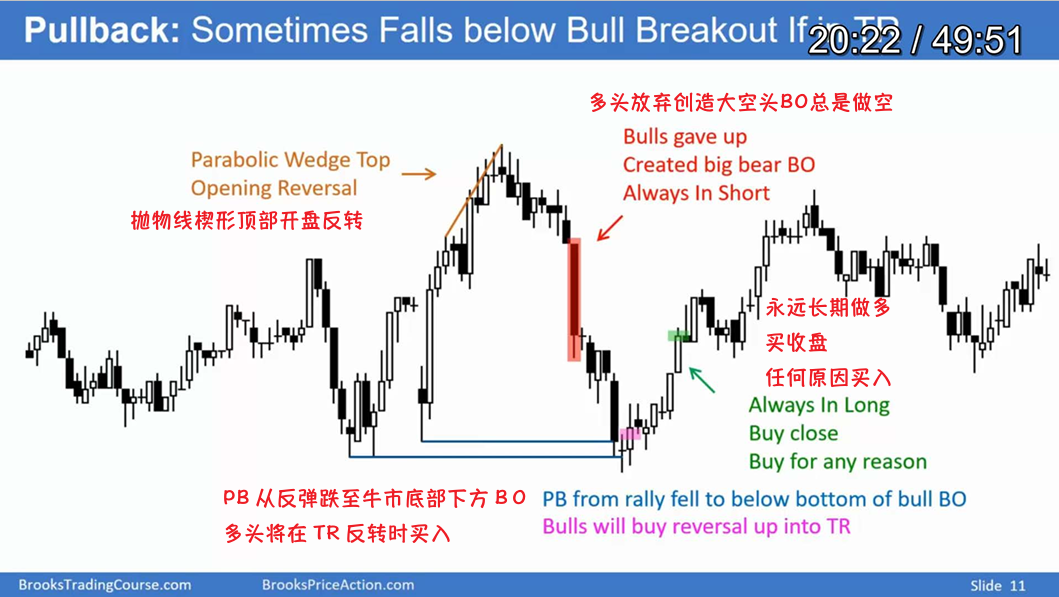 Pullback: Sometimes Falls below Bull Breakout If in TR
20:22 / 49:51
多头放弃创造大空头BO总是做空
Bulls gave up
Created big bear BO
Always In Short
Parabolic Wedge Top
Opening Reversal
抛物线楔形顶部开盘反转
永远长期做多
买收盘
任何原因买入
Always In Long
Buy close
Buy for any reason
PB 从反弹跌至牛市底部下方 BO
多头将在 TR 反转时买入
PB from rally fell to below bottom of bull BO
Bulls will buy reversal up into TR
BrooksTradingCourse.com
BrooksPriceAction.com
Slide 11